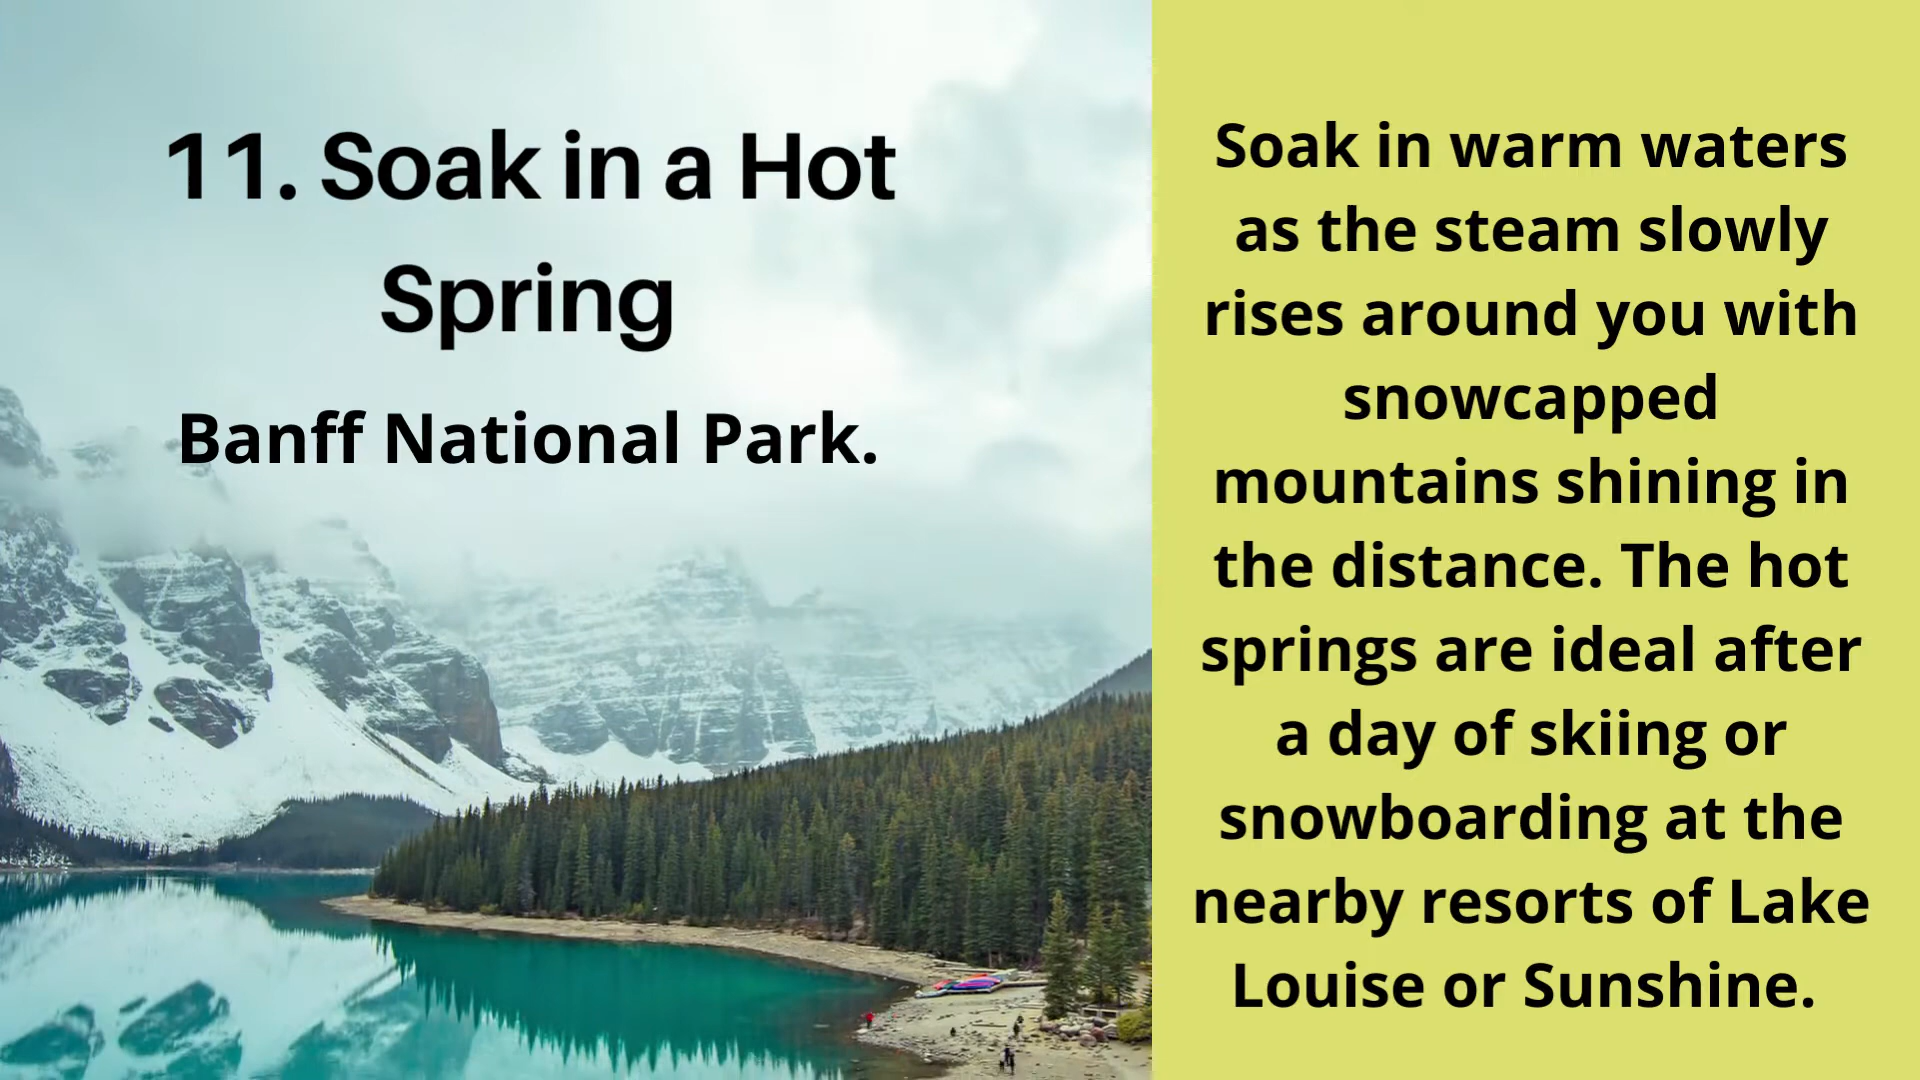 11. Soak in a Hot
Spring
Banff National Park.
Soak in warm waters
as the steam slowly
rises around you with
snowcapped
mountains shining in
the distance. The hot
springs are ideal after
a day of skiing or
snowboarding at the
nearby resorts of Lake
Louise or Sunshine.